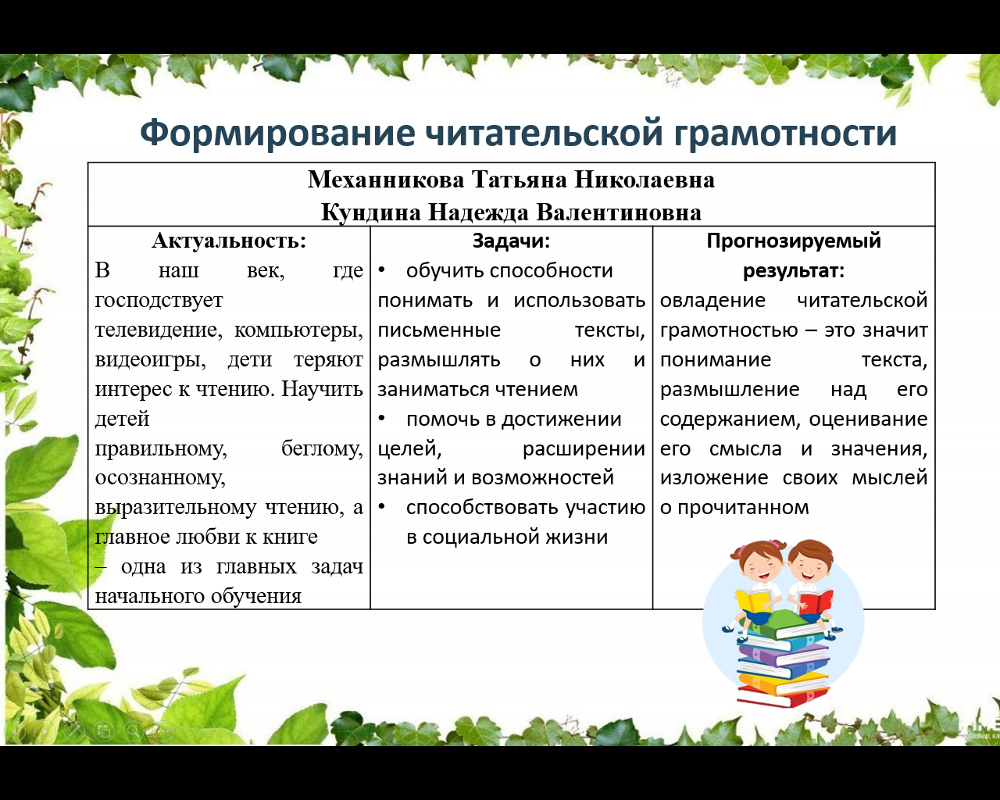 Формирование читательской грамотности
Механникова Татьяна Николаевна
Кундина Надежда Валентиновна
Актуальность:
В наш век, где
господствует
телевидение, компьютеры,
видеоигры, дети теряют
интерес к чтению. Научить
детей
правильному, беглому,
осознанному,
выразительному чтению, а
главное любви к книге
– одна из главных задач
начального обучения
Задачи:
• обучить способности
понимать и использовать
письменные тексты,
размышлять о них и
заниматься чтением
• помочь в достижении
целей, расширении
знаний и возможностей
• способствовать участию
в социальной жизни
Прогнозируемый
результат:
овладение читательской
грамотностью – это значит
понимание текста,
размышление над его
содержанием, оценивание
его смысла и значения,
изложение своих мыслей
о прочитанном